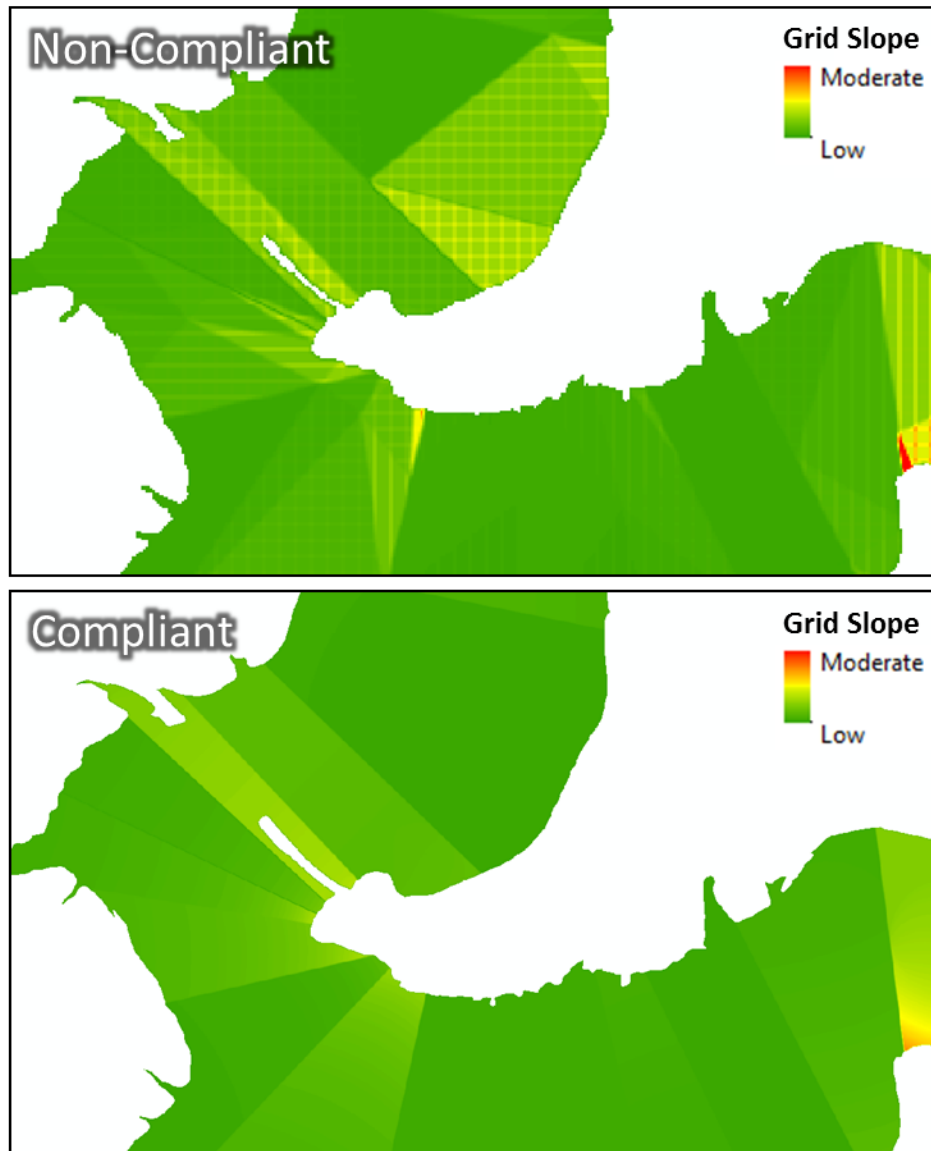 Non-Compliant
Grid Slope
Moderate
Low
Compliant
Grid Slope
Moderate
Low